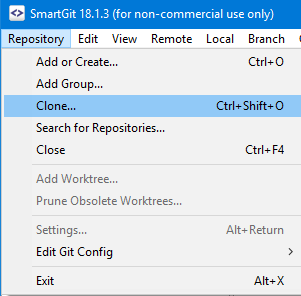 SmartGit 18.1.3 (for non-commercial use only)
Repository Edit View Remote Local Branch
Add or Create... Ctrl+O
Add Group...
Clone... Ctrl+Shift+O
Search for Repositories...
Close Ctrl+F4
Add Worktree...
Prune Obsolete Worktrees...
Settings... Alt+Return
Edit Git Config
Exit Alt+X